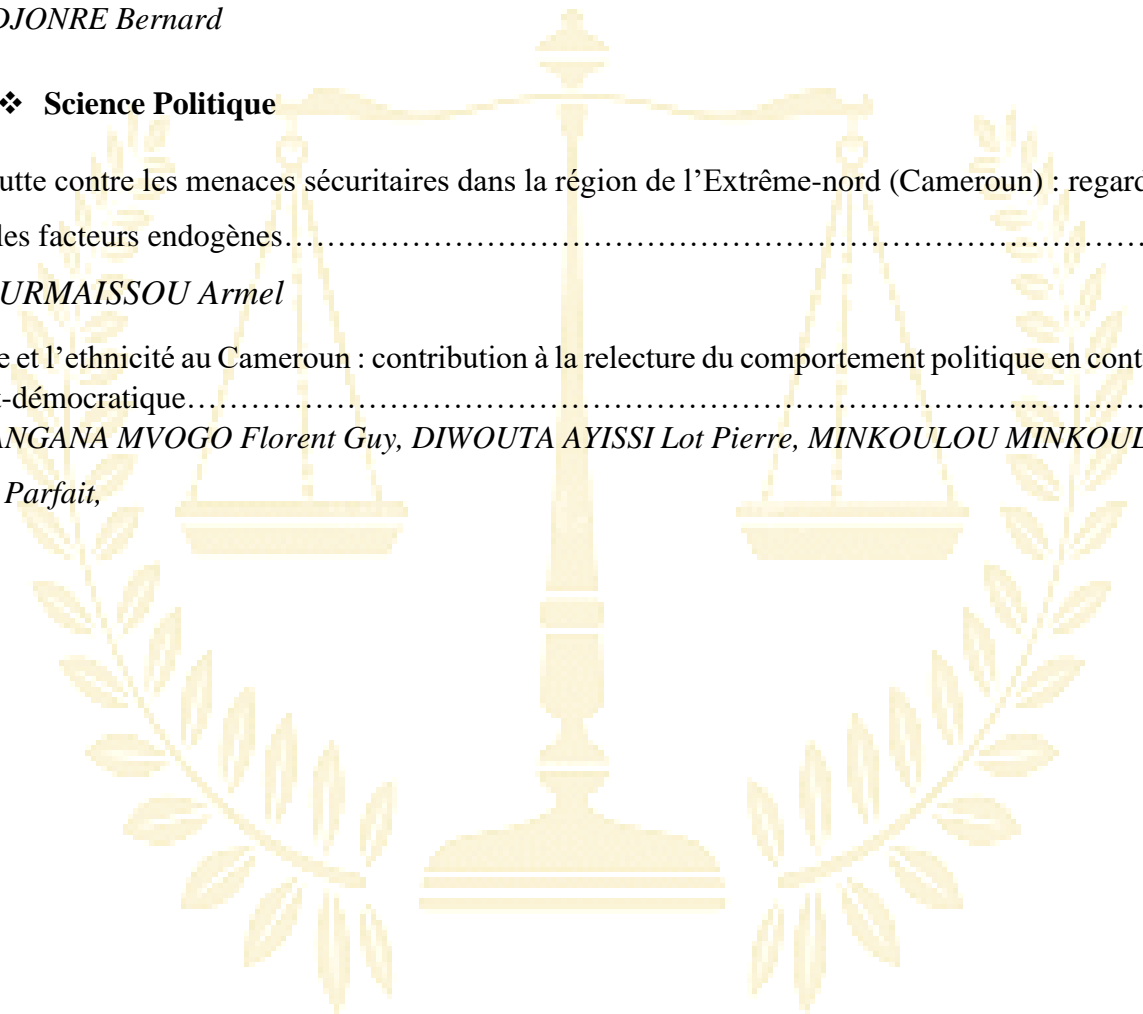 DJONRE Bernard
❖ Science Politique
utte contre les menaces sécuritaires dans la région de l’Extrême-nord (Cameroun) : regard
les facteurs endogènes…………………………………………………………………………………
URMAISSOU Armel
e et l’ethnicité au Cameroun : contribution à la relecture du comportement politique en cont
-démocratique…………………………………………………………………………………………
ANGANA MVOGO Florent Guy, DIWOUTA AYISSI Lot Pierre, MINKOULOU MINKOUL
Parfait,